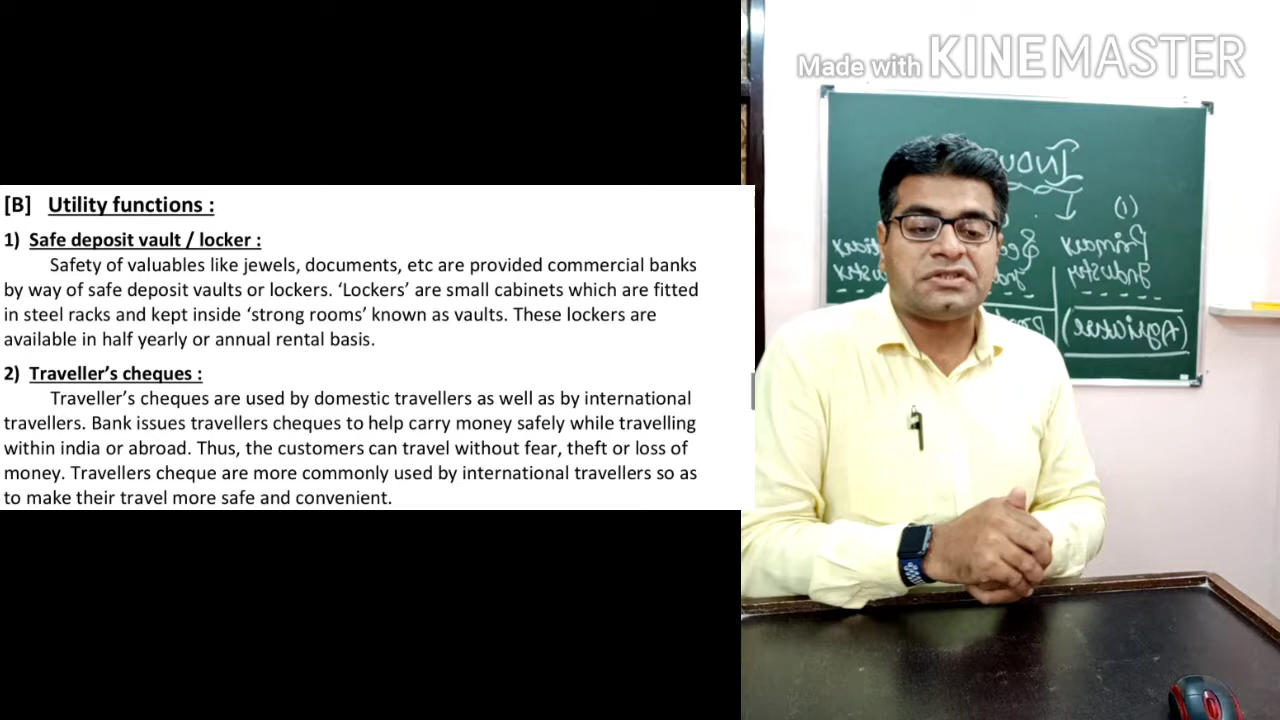 [B] Utility functions :
1) Safe deposit vault / locker :
Safety of valuables like jewels, documents, etc are provided commercial banks
by way of safe deposit vaults or lockers. ‘Lockers’ are small cabinets which are fitted
in steel racks and kept inside ‘strong rooms’ known as vaults. These lockers are
available in half yearly or annual rental basis.
2) Traveller’s cheques :
Traveller’s cheques are used by domestic travellers as well as by international
travellers. Bank issues travellers cheques to help carry money safely while travelling
within india or abroad. Thus, the customers can travel without fear, theft or loss of
money. Travellers cheque are more commonly used by international travellers so as
to make their travel more safe and convenient.
Made with KINEMASTER
(1)
Primary
Industry
(Agriculture)